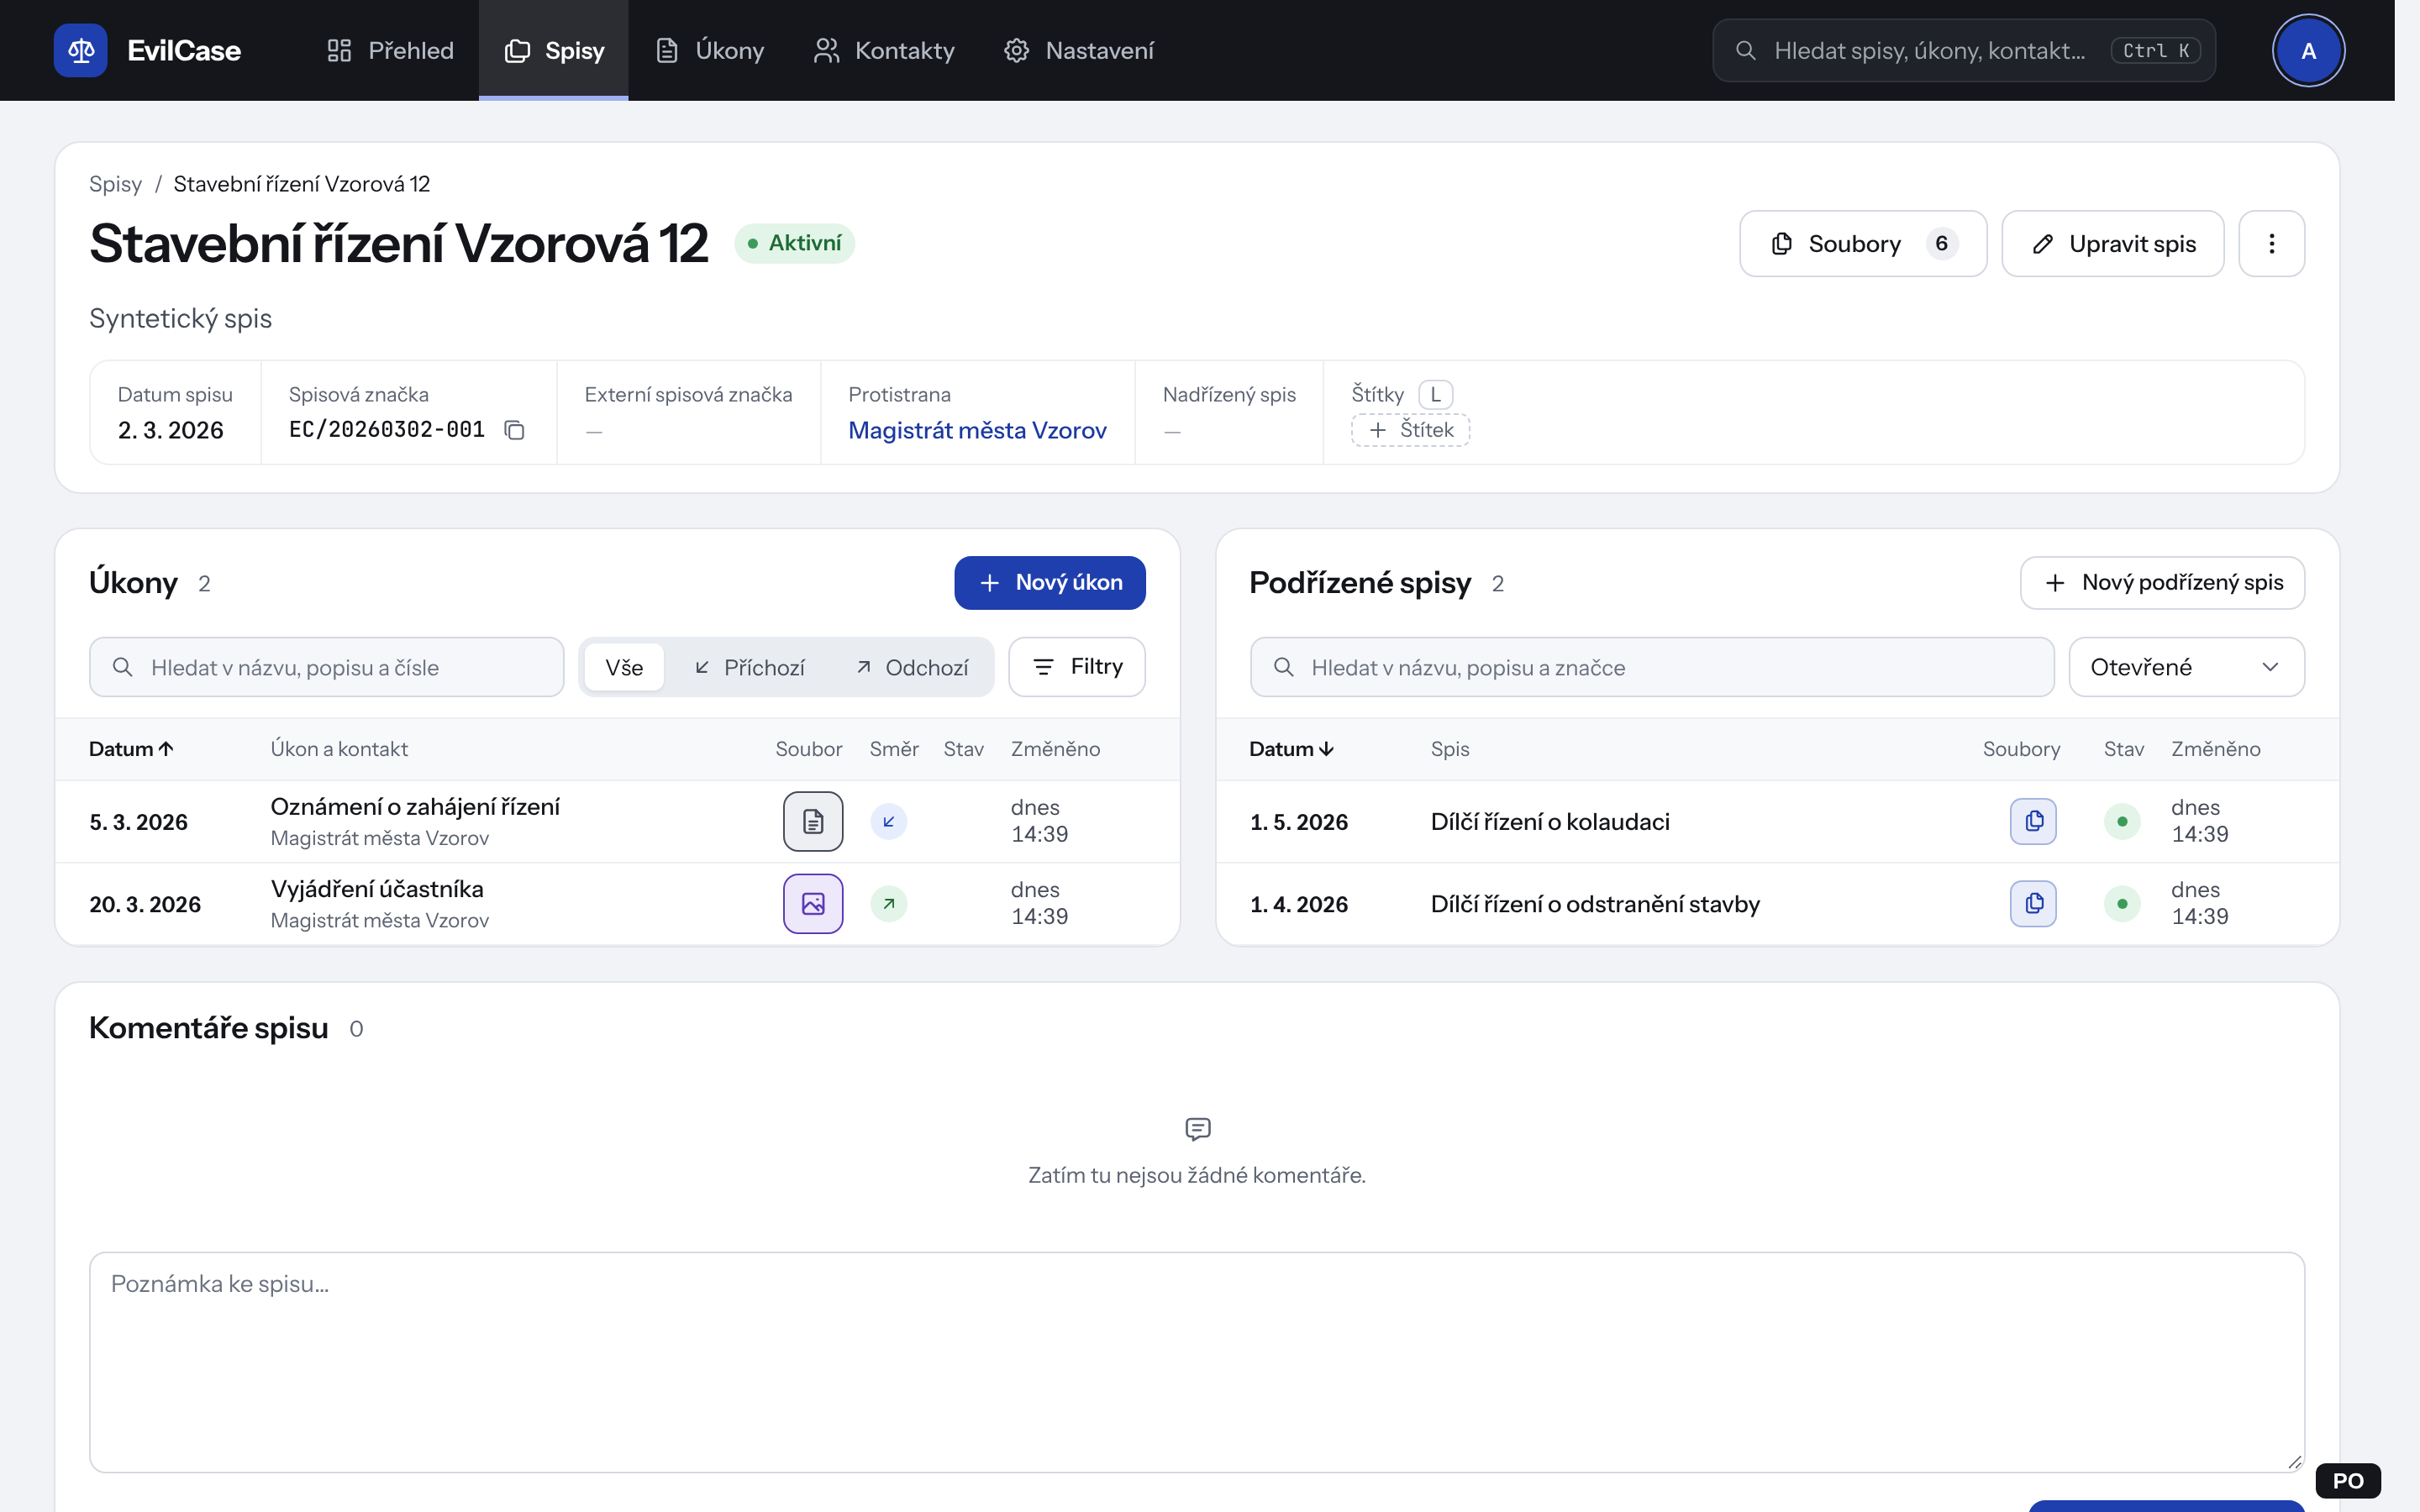 EvilCase
Přehled
Spisy
Úkony
Kontakty
Nastavení
Hledat spisy, úkony, kontakt...
Ctrl K
A
Spisy / Stavební řízení Vzorová 12
Stavební řízení Vzorová 12
Aktivní
Soubory 6
Upravit spis
Syntetický spis
Datum spisu
2. 3. 2026
Spisová značka
EC/20260302-001
Externí spisová značka
—
Protistrana
Magistrát města Vzorov
Nadřízený spis
—
Štítky L
+ Štítek
Úkony 2
+ Nový úkon
Hledat v názvu, popisu a čísle
Vše
Příchozí
Odchozí
Filtry
Datum ↑ Úkon a kontakt Soubor Směr Stav Změněno
5. 3. 2026
Oznámení o zahájení řízení
Magistrát města Vzorov
dnes
14:39
20. 3. 2026
Vyjádření účastníka
Magistrát města Vzorov
dnes
14:39
Podřízené spisy 2
+ Nový podřízený spis
Hledat v názvu, popisu a značce
Otevřené
Datum ↓ Spis Soubory Stav Změněno
1. 5. 2026
Dílčí řízení o kolaudaci
dnes
14:39
1. 4. 2026
Dílčí řízení o odstranění stavby
dnes
14:39
Komentáře spisu 0
Zatím tu nejsou žádné komentáře.
Poznámka ke spisu...
PO